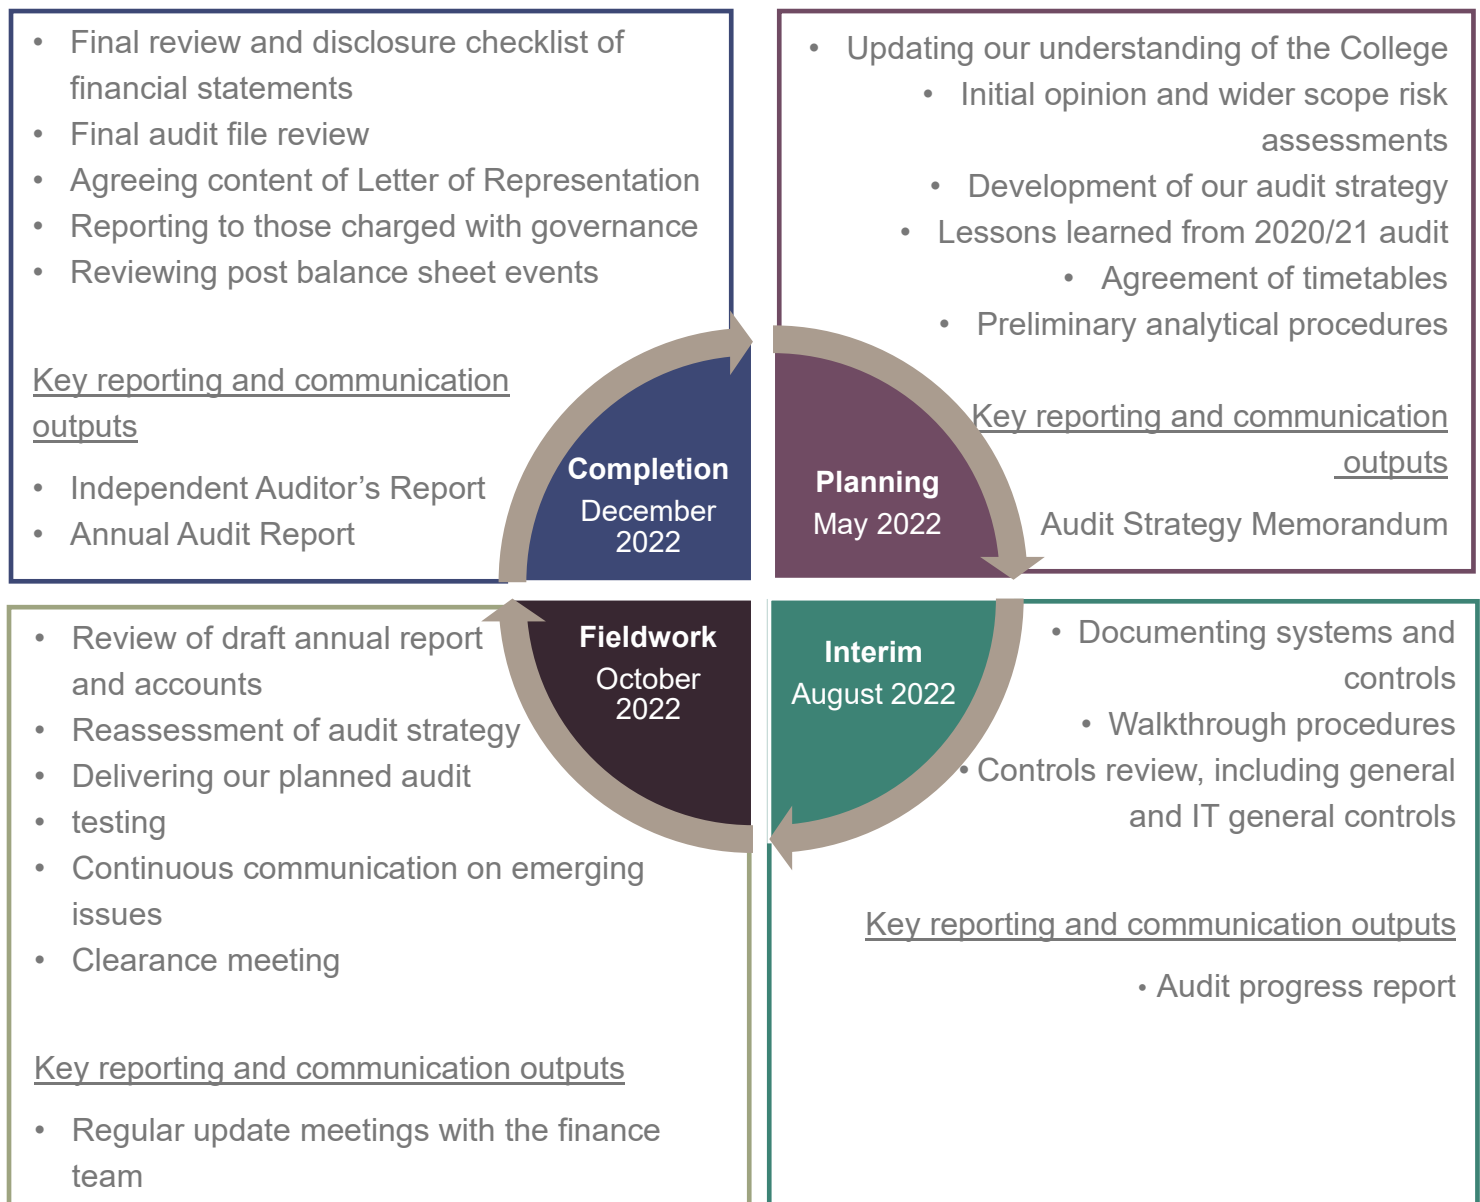 • Final review and disclosure checklist of
financial statements
• Final audit file review
• Agreeing content of Letter of Representation
• Reporting to those charged with governance
• Reviewing post balance sheet events
Key reporting and communication
outputs
• Independent Auditor’s Report
• Annual Audit Report
Completion
December
2022
• Updating our understanding of the College
• Initial opinion and wider scope risk
assessments
• Development of our audit strategy
• Lessons learned from 2020/21 audit
• Agreement of timetables
• Preliminary analytical procedures
Key reporting and communication
outputs
Audit Strategy Memorandum
Planning
May 2022
• Review of draft annual report
and accounts
• Reassessment of audit strategy
• Delivering our planned audit
• testing
• Continuous communication on emerging
issues
• Clearance meeting
Key reporting and communication outputs
• Regular update meetings with the finance
team
Fieldwork
October
2022
Interim
August 2022
• Documenting systems and
controls
• Walkthrough procedures
• Controls review, including general
and IT general controls
Key reporting and communication outputs
• Audit progress report